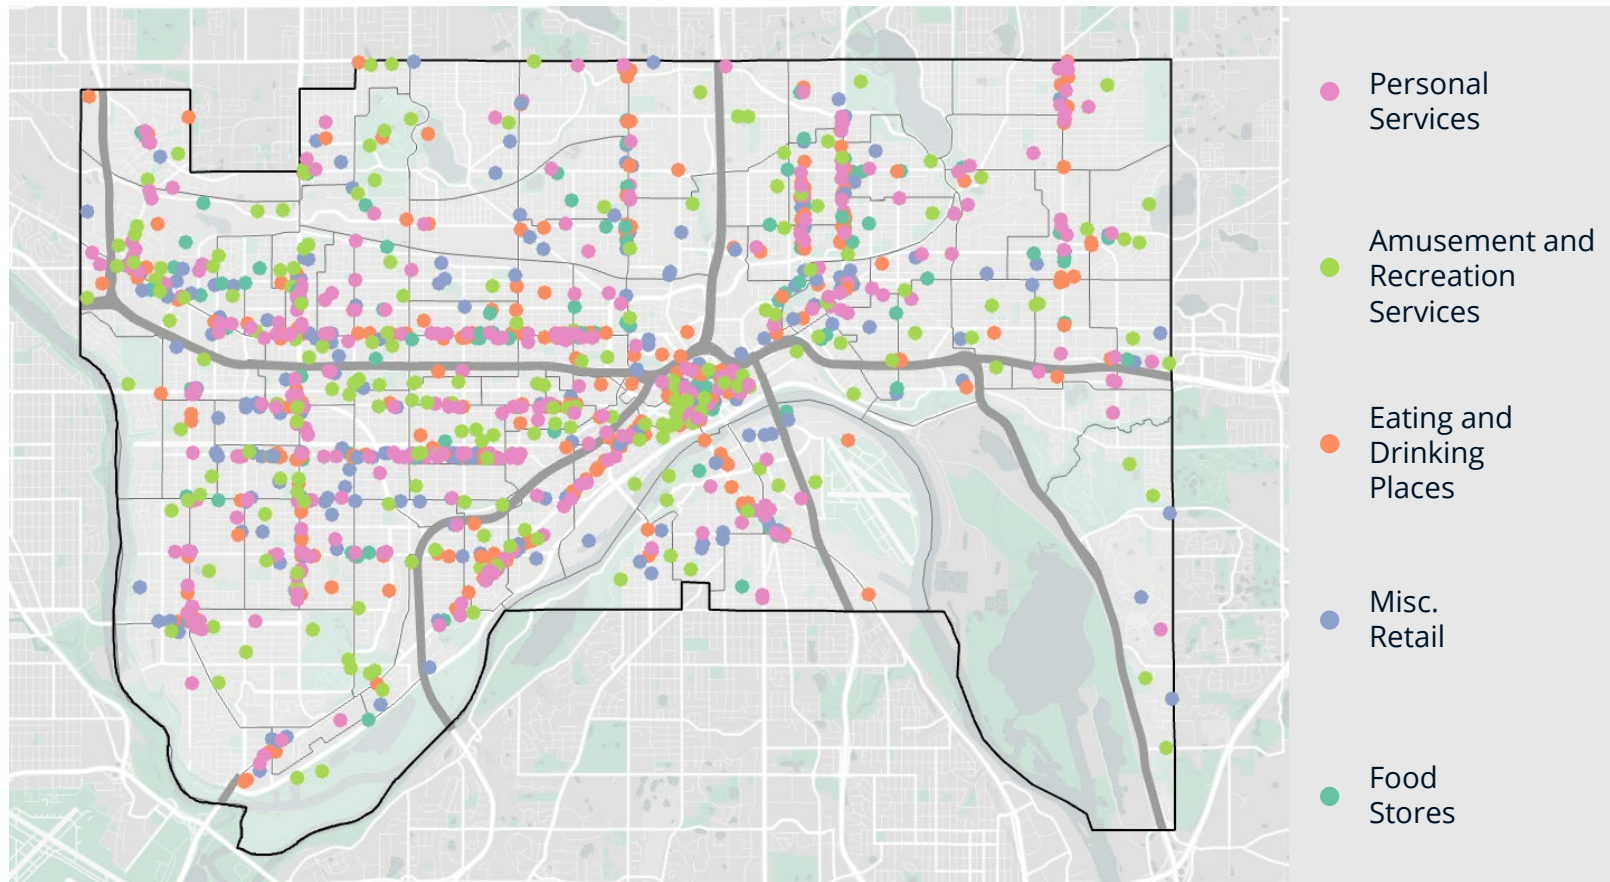 Personal
Services
Amusement and
Recreation
Services
Eating and
Drinking
Places
Misc.
Retail
Food
Stores